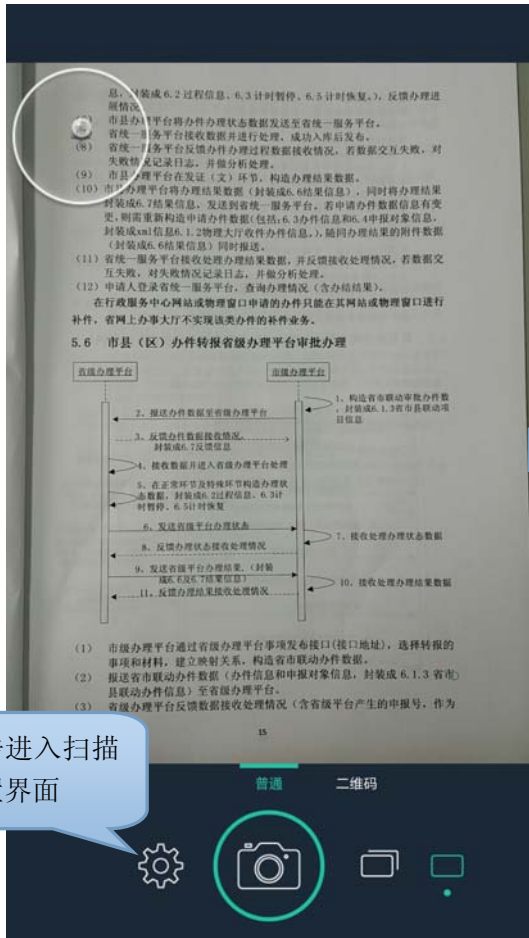 息，封装成 6.2 过程信息、6.3 计时暂停、6.5 计时恢复，），反馈办理进
展情况。
市县办理平台将办件办理状态数据发送至省统一服务平台。
省统一服务平台接收数据并进行处理，成功入库后发布。
(8) 省统一服务平台反馈办件办理过程数据接收情况，若数据交互失败，对
失败情况记录日志，并做分析处理。
(9) 市县办理平台在发证（文）环节，构造办理结果数据。
(10) 市县办理平台将办理结果数据（封装成6.6结果信息），同时将办理结果
封装成6.7结果信息，发送到省统一服务平台。若申请办件数据信息有变
更，则需重新构造申请办件数据(包括:6.3办件信息和6.4申报对象信息，
封装成xml信息6.1.2物理大厅收件办件信息，),随同办理结果的附件数据
（封装成6.6结果信息）同时报送。
(11) 省统一服务平台接收处理办理结果数据，并反馈接收处理情况，若数据交
互失败，对失败情况记录日志，并做分析处理。
(12) 申请人登录省统一服务平台，查询办理情况（含办结结果）。
在行政服务中心网站或物理窗口申请的办件只能在其网站或物理窗口进行
补件，省网上办事大厅不实现该类办件的补件业务。
5.6 市县（区）办件转报省级办理平台审批办理
省级办理平台
市级办理平台
1、构造省市联动审批办件数
，封装成6.1.3省市县联动项
目信息
2、报送办件数据至省级办理平台
3、反馈办件数据接收情况，
封装成6.7反馈信息
4、接收数据并进入省级办理平台处理
5、在正常环节及特殊环节构造办理状
态数据，封装成6.2过程信息、6.3计
时暂停、6.5计时恢复
6、发送省级平台办理状态
7、接收处理办理状态数据
8、反馈办理状态接收处理情况
9、发送省级平台办理结果，（封装
成6.6及6.7结果信息）
10、接收处理办理结果数据
11、反馈办理结果接收处理情况
(1) 市级办理平台通过省级办理平台事项发布接口(接口地址)，选择转报的
事项和材料，建立映射关系，构造省市联动办件数据。
(2) 报送省市联动办件数据（办件信息和申报对象信息，封装成 6.1.3 省市
县联动办件信息）至省级办理平台。
(3) 省级办理平台反馈数据接收处理情况（含省级平台产生的申报号，作为
15
进入扫描
界面
普通 二维码